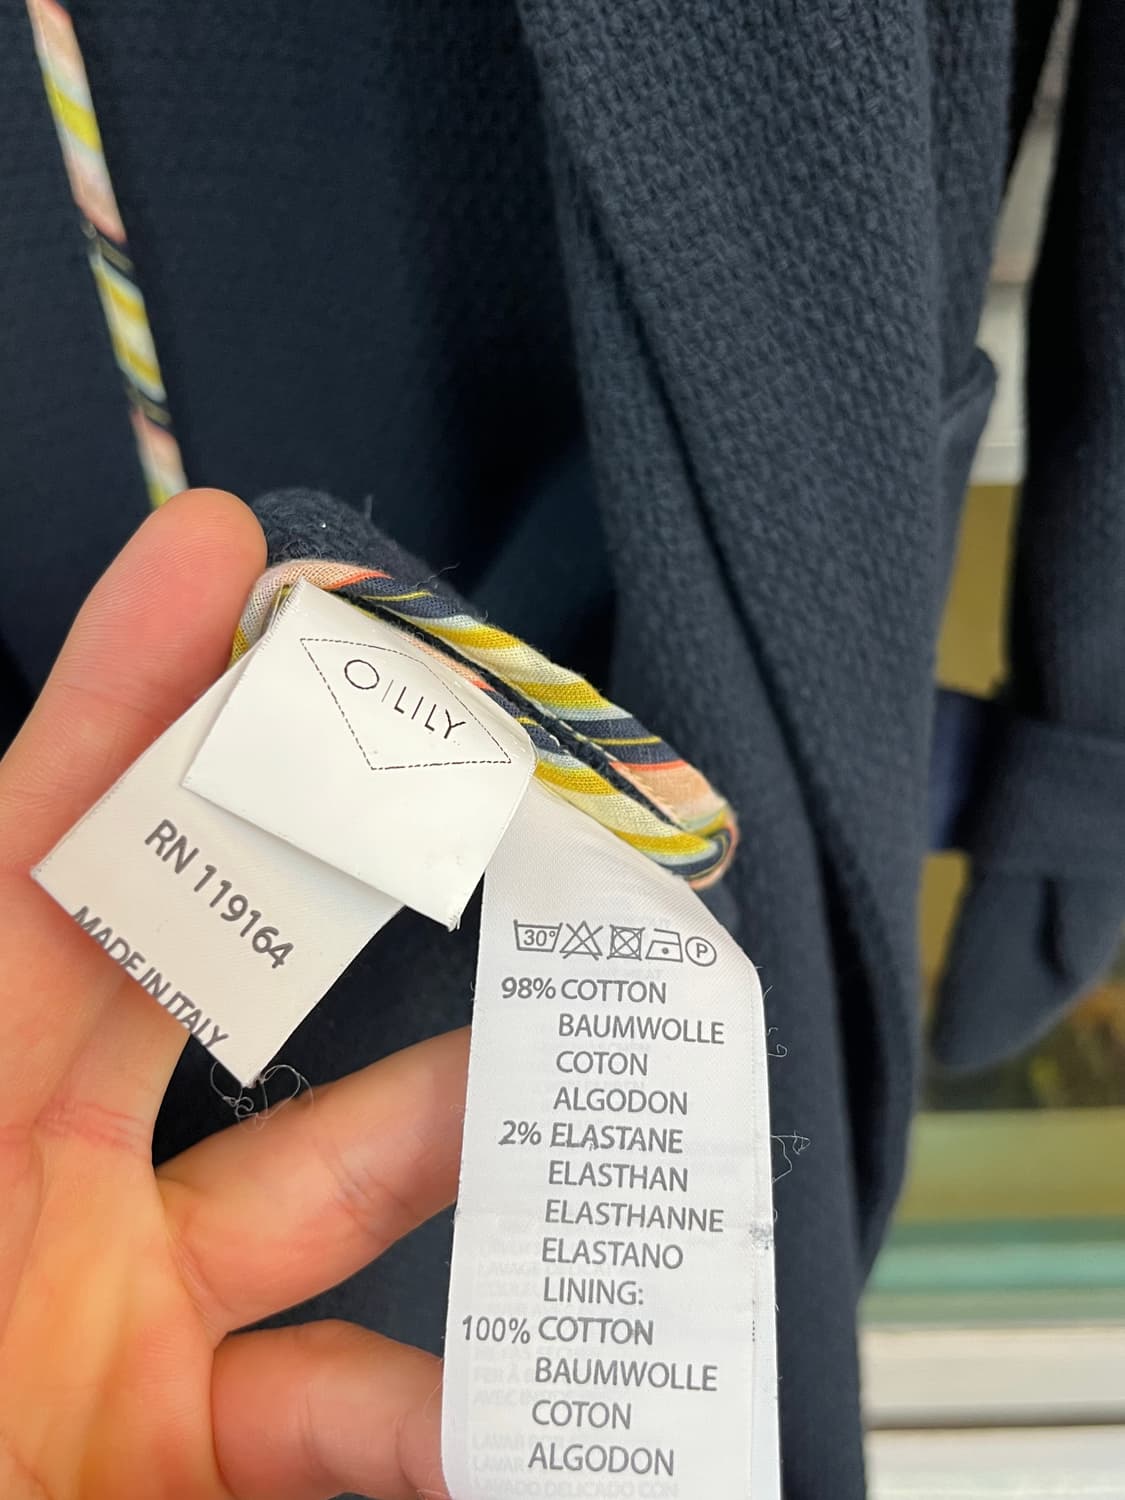 OILILY
RN 119164
MADE IN ITALY
30° P
98% COTTON
BAUMWOLLE
COTON
ALGODON
2% ELASTANE
ELASTHAN
ELASTHANNE
ELASTANO
LINING:
100% COTTON
BAUMWOLLE
COTON
ALGODON